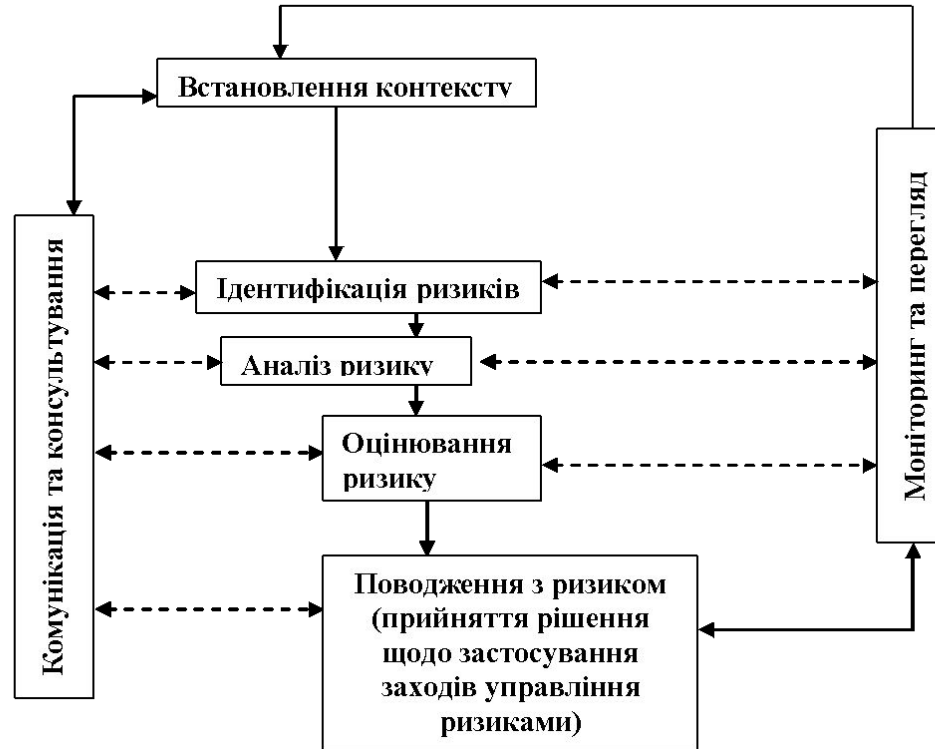 Встановлення контексту
Комунікація та консультування
Моніторинг та перегляд
Ідентифікація ризиків
Аналіз ризику
Оцінювання
ризику
Поводження з ризиком
(прийняття рішення
щодо застосування
заходів управління
ризиками)